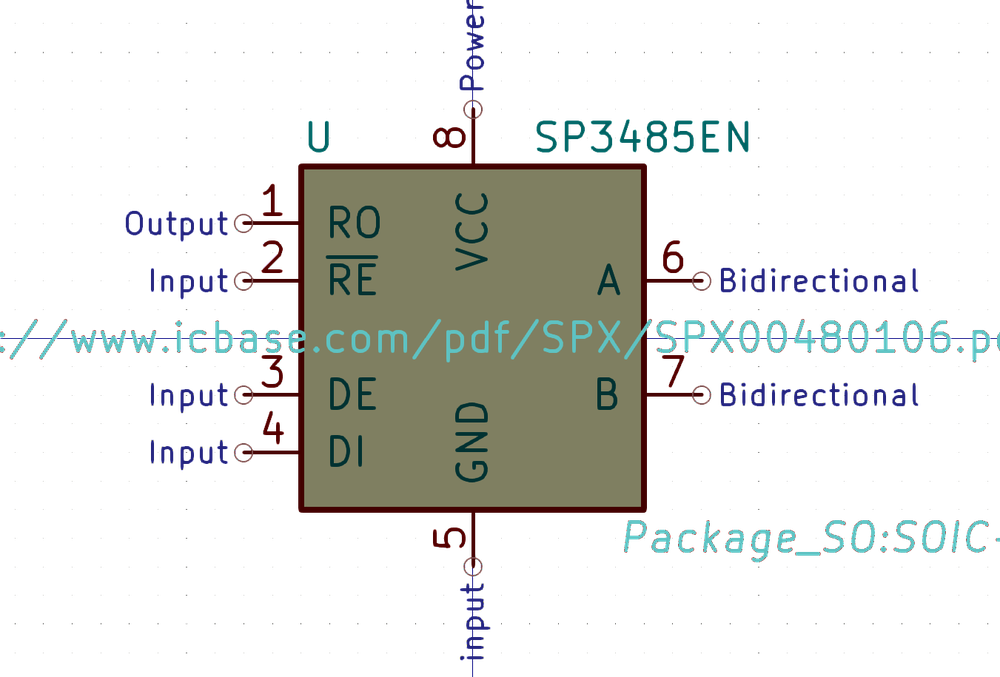 Power
8
U
SP3485EN
VCC
Output
1
RO
Input
2
RE
A
6
Bidirectional
://www.icbase.com/pdf/SPX/SPX00480106.pd
Input
3
DE
B
7
Bidirectional
Input
4
DI
GND
5
Package_SO:SOIC-
input